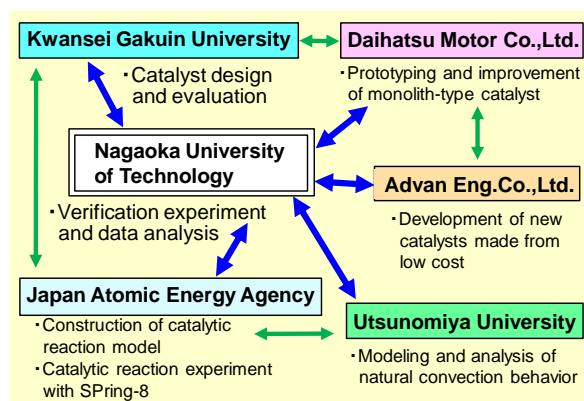 Kwansei Gakuin University
・Catalyst design
and evaluation
Daihatsu Motor Co.,Ltd.
・Prototyping and improvement
of monolith-type catalyst
Nagaoka University
of Technology
・Verification experiment
and data analysis
Advan Eng.Co.,Ltd.
・Development of new
catalysts made from
low cost
Japan Atomic Energy Agency
・Construction of catalytic
reaction model
・Catalytic reaction experiment
with SPring-8
Utsunomiya University
・Modeling and analysis of
natural convection behavior